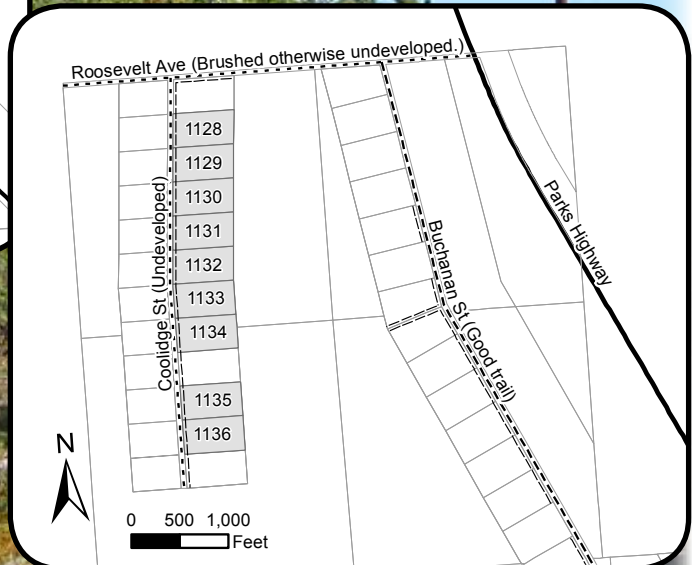 Roosevelt Ave (Brushed otherwise undeveloped.)
1128
1129
1130
1131
1132
1133
1134
1135
1136
Coolidge St (Undeveloped)
Buchanan St (Good trail)
Parks Highway
N
0 500 1,000
Feet